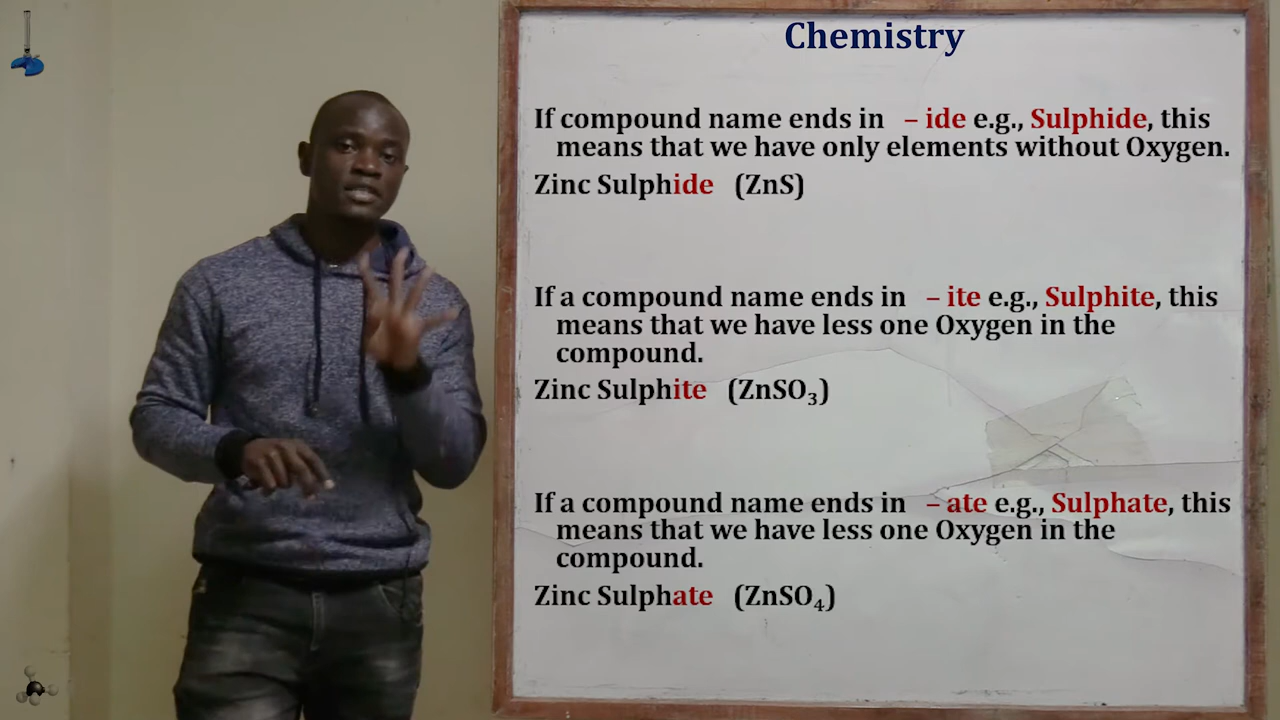 Chemistry
If compound name ends in – ide e.g., Sulphide, this
means that we have only elements without Oxygen.
Zinc Sulphide (ZnS)
If a compound name ends in – ite e.g., Sulphite, this
means that we have less one Oxygen in the
compound.
Zinc Sulphite (ZnSO₃)
If a compound name ends in – ate e.g., Sulphate, this
means that we have less one Oxygen in the
compound.
Zinc Sulphate (ZnSO₄)